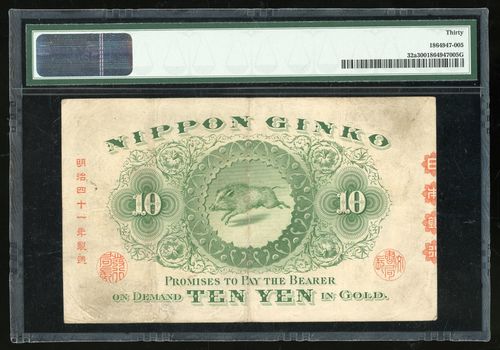 Thirty
1864947-005
32a3001864947005G
NIPPON GINKO
明治四十一年製造
10
10
PROMISES TO PAY THE BEARER
ON DEMAND TEN YEN IN GOLD.